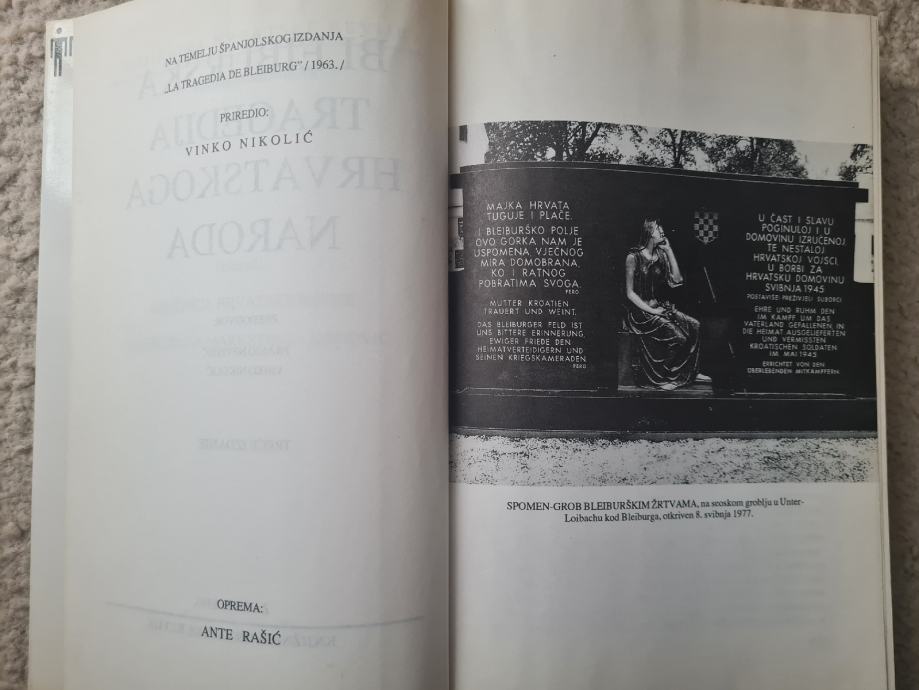 NA TEMELJU ŠPANJOLSKOG IZDANJA
„LA TRAGEDIA DE BLEIBURG”/1963./
PRIREDIO:
VINKO NIKOLIĆ
OPREMA:
ANTE RAŠIĆ
MAJKA HRVATA
TUGUJE I PLAČE.
I BLEIBURŠKO POLJE
OVO GORKA NAM JE
USPOMENA, VJEČNOG
MIRA DOMOBRANA,
KO I RATNOG
POBRATIMA SVOGA.
PERO
MUTTER KROATIEN
TRAUERT UND WEINT.
DAS BLEIBURGER FELD IST
UNS BITTERE ERINNERUNG,
EWIGER FRIEDE DEN
HEIMATVERTEIDIGERN UND
SEINEN KRIEGSKAMERADEN
PERO
U ČAST I SLAVU
POGINULOJ I U
DOMOVINU IZRUČENOJ,
TE NESTALOJ
HRVATSKOJ VOJSCI,
U BORBI ZA
HRVATSKU DOMOVINU
SVIBNJA 1945
POSTAVIŠE: PREŽIVJELI SUBORCI
EHRE UND RUHM DEN
IM KAMPF UM DAS
VATERLAND GEFALLENEN, IN
DIE HEIMAT AUSGELIEFERTEN
UND VERMISSTEN
KROATISCHEN SOLDATEN
IM MAI 1945
ERRICHTET VON DEN
ÜBERLEBENDEN MITKÄMPFERN.
SPOMEN-GROB BLEIBURŠKIM ŽRTVAMA, na seoskom groblju u Unter-
Loibachu kod Bleiburga, otkriven 8. svibnja 1977.